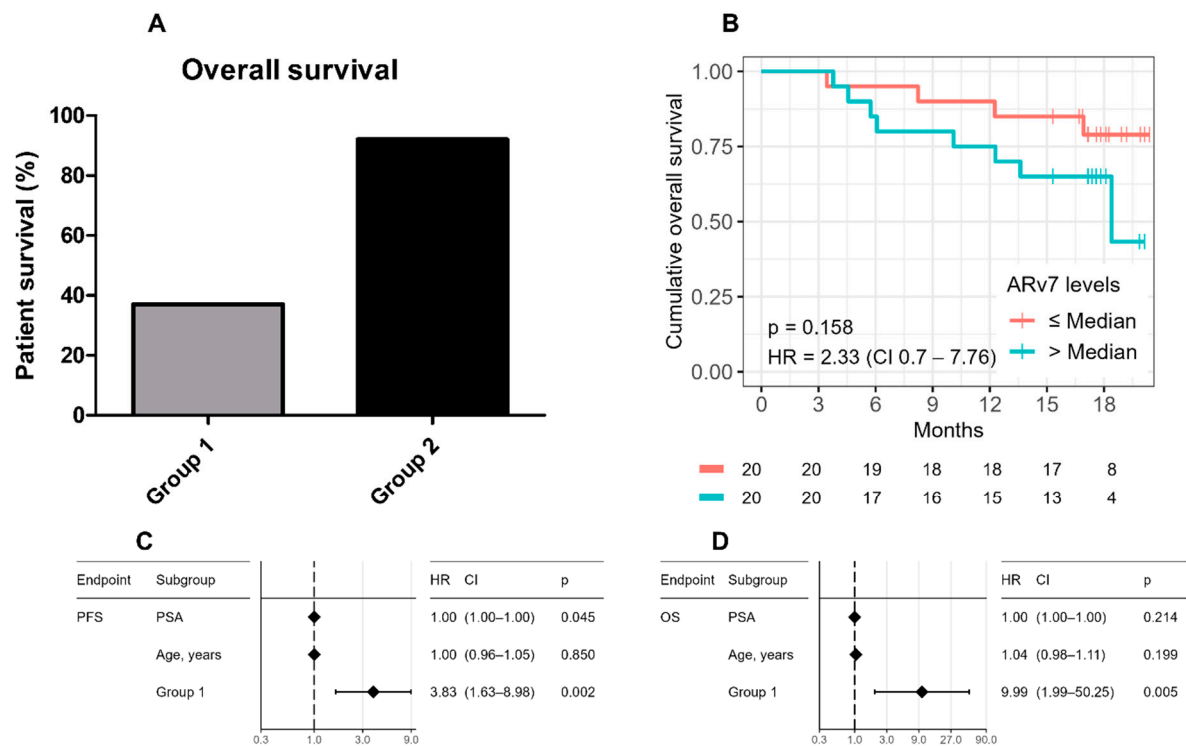 A
Overall survival
Patient survival (%)
100
80
60
40
20
0
Group 1
Group 2
B
Cumulative overall survival
1.00
0.75
0.50
0.25
0.00
p = 0.158
HR = 2.33 (CI 0.7 – 7.76)
ARv7 levels
≤ Median
> Median
0 3 6 9 12 15 18
Months
20 20 19 18 18 17 8
20 20 17 16 15 13 4
C
Endpoint Subgroup HR CI p
PFS PSA 1.00 (1.00–1.00) 0.045
Age, years 1.00 (0.96–1.05) 0.850
Group 1 3.83 (1.63–8.98) 0.002
0.3 1.0 3.0 9.0
D
Endpoint Subgroup HR CI p
OS PSA 1.00 (1.00–1.00) 0.214
Age, years 1.04 (0.98–1.11) 0.199
Group 1 9.99 (1.99–50.25) 0.005
0.3 1.0 3.0 9.0 27.0 90.0